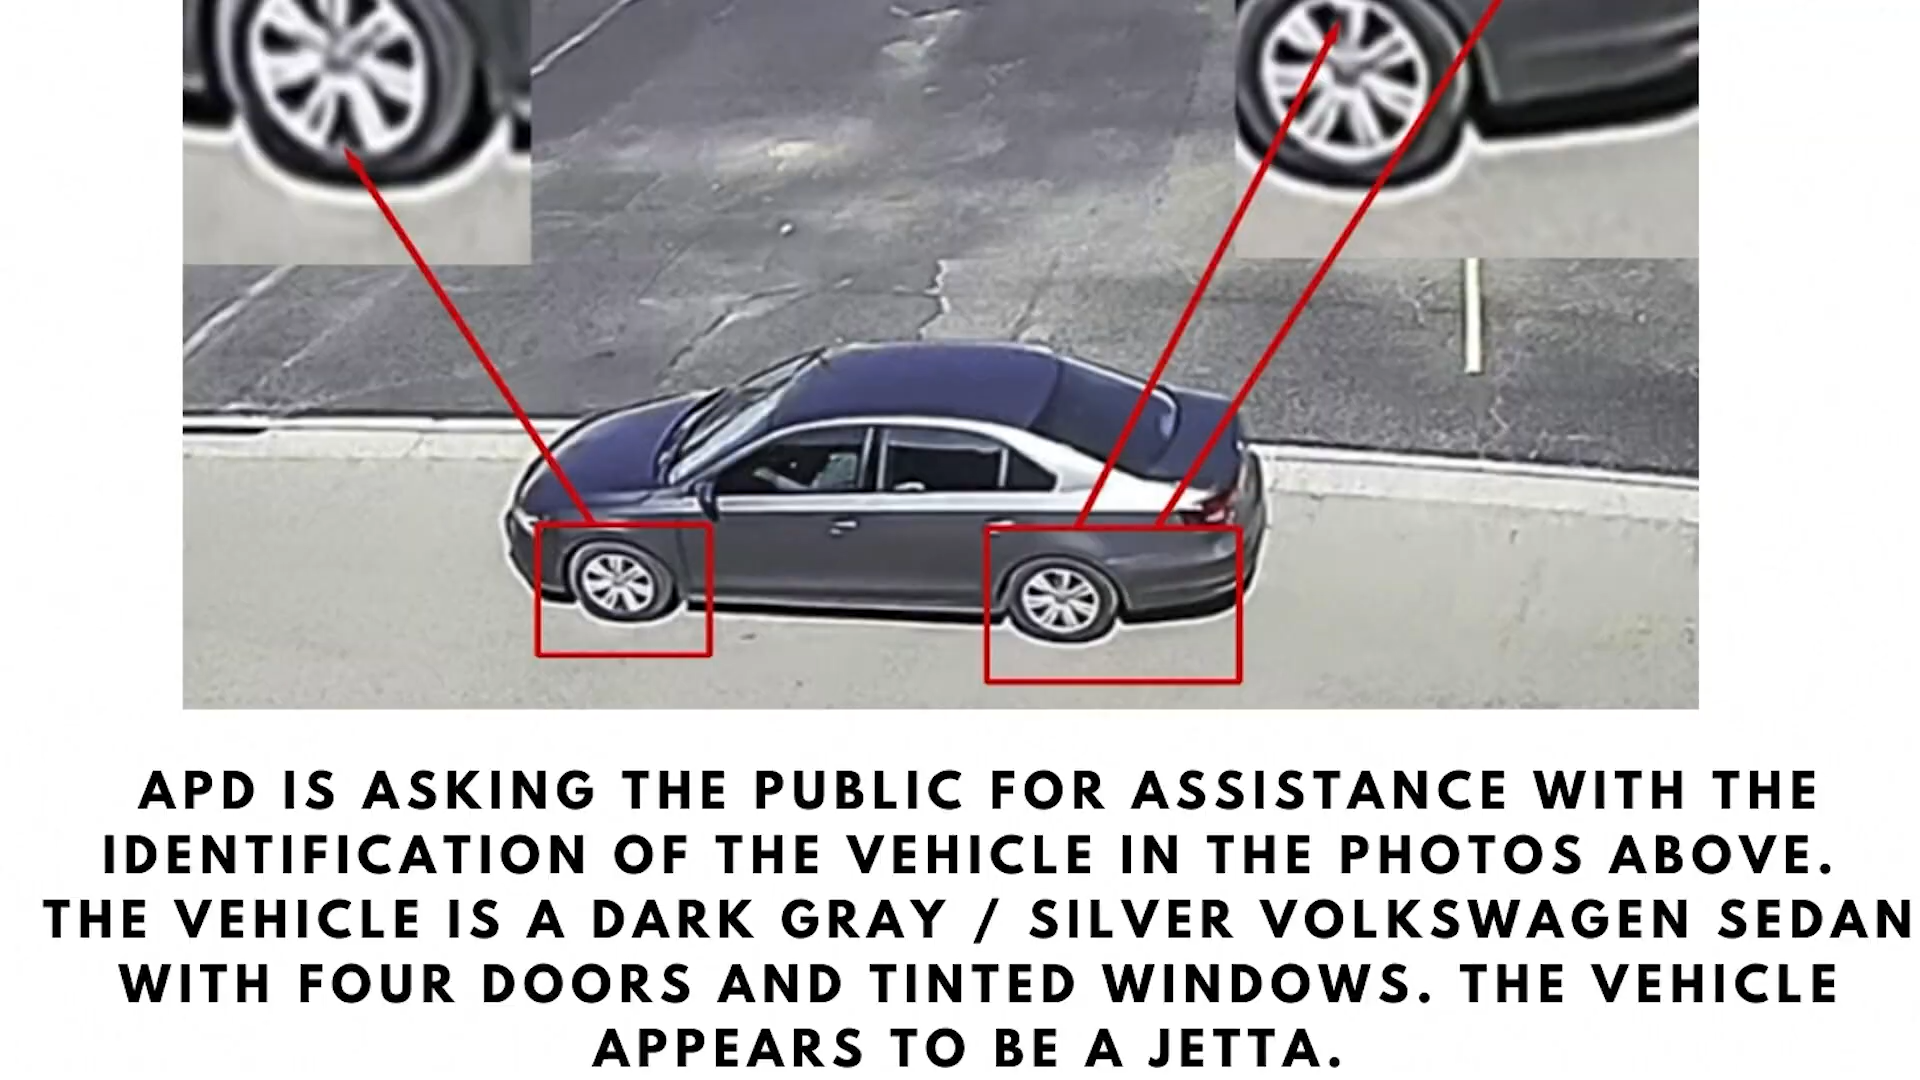 APD IS ASKING THE PUBLIC FOR ASSISTANCE WITH THE
IDENTIFICATION OF THE VEHICLE IN THE PHOTOS ABOVE.
THE VEHICLE IS A DARK GRAY / SILVER VOLKSWAGEN SEDAN
WITH FOUR DOORS AND TINTED WINDOWS. THE VEHICLE
APPEARS TO BE A JETTA.